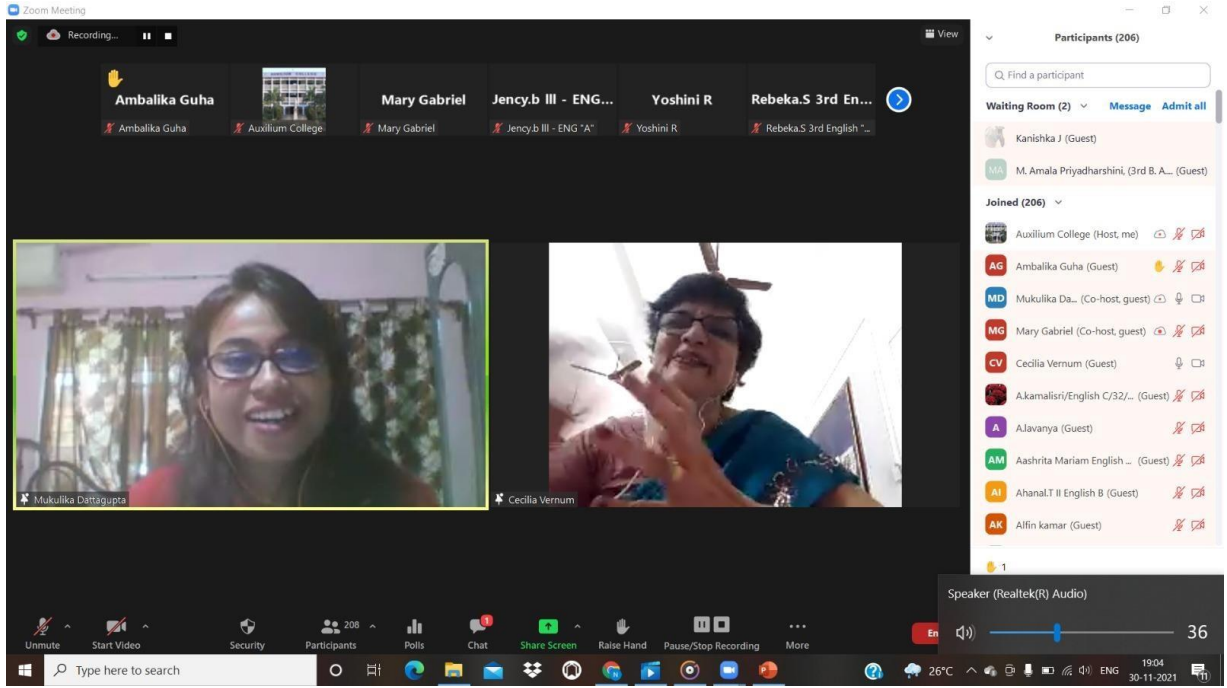 Zoom Meeting
Recording...
View
Ambalika Guha
Mary Gabriel
Jency.b lll - ENG...
Yoshini R
Rebeka.S 3rd En...
Ambalika Guha
Auxilium College
Mary Gabriel
Jency.b lll - ENG "A"
Yoshini R
Rebeka.S 3rd English "...
Mukulika Dattagupta
Cecilia Vernum
Participants (206)
Find a participant
Waiting Room (2)
Message
Admit all
Kanishka J (Guest)
MA
M. Amala Priyadharshini, (3rd B. A.... (Guest)
Joined (206)
Auxilium College (Host, me)
AG
Ambalika Guha (Guest)
MD
Mukulika Da... (Co-host, guest)
MG
Mary Gabriel (Co-host, guest)
CV
Cecilia Vernum (Guest)
A.kamalisri/English C/32/... (Guest)
A
A.lavanya (Guest)
AM
Aashrita Mariam English ... (Guest)
AI
Ahanal.T II English B (Guest)
AK
Alfin kamar (Guest)
1
Speaker (Realtek(R) Audio)
36
Unmute
Start Video
Security
208
Participants
Polls
1
Chat
Share Screen
Raise Hand
Pause/Stop Recording
More
En
Type here to search
26°C
ENG
19:04
30-11-2021